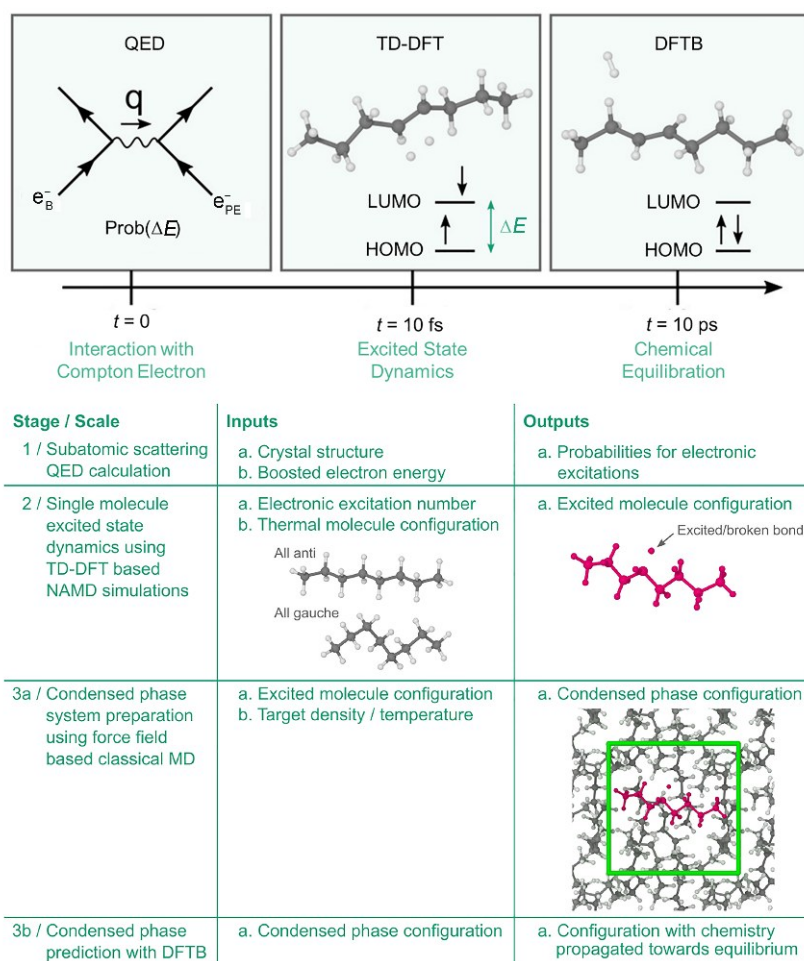 QED
TD-DFT
DFTB
q
e⁻B
e⁻PE
Prob(ΔE)
LUMO
HOMO
ΔE
LUMO
HOMO
t = 0
t = 10 fs
t = 10 ps
Interaction with
Compton Electron
Excited State
Dynamics
Chemical
Equilibration
Stage / Scale
Inputs
Outputs
1 / Subatomic scattering
QED calculation
a. Crystal structure
b. Boosted electron energy
a. Probabilities for electronic
excitations
2 / Single molecule
excited state
dynamics using
TD-DFT based
NAMD simulations
a. Electronic excitation number
b. Thermal molecule configuration
All anti
All gauche
a. Excited molecule configuration
Excited/broken bond
3a / Condensed phase
system preparation
using force field
based classical MD
a. Excited molecule configuration
b. Target density / temperature
a. Condensed phase configuration
3b / Condensed phase
prediction with DFTB
a. Condensed phase configuration
a. Configuration with chemistry
propagated towards equilibrium